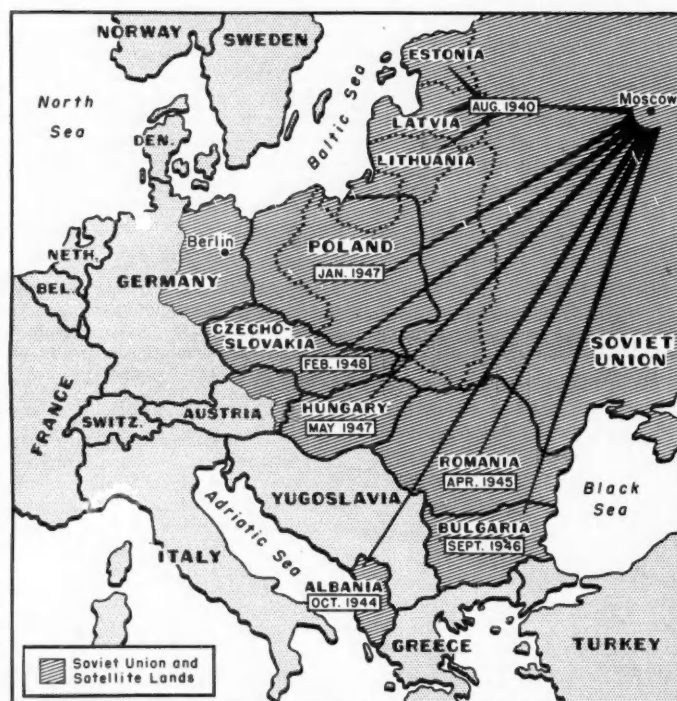 NORWAY
SWEDEN
ESTONIA
North
Sea
Baltic Sea
AUG. 1940
Moscow
LATVIA
DEN.
LITHUANIA
NETH.
Berlin
POLAND
JAN. 1947
BEL.
GERMANY
CZECHO-
SLOVAKIA
FEB. 1948
SOVIET
UNION
FRANCE
SWITZ.
AUSTRIA
HUNGARY
MAY 1947
ROMANIA
APR. 1945
Black
Sea
YUGOSLAVIA
Adriatic Sea
BULGARIA
SEPT. 1946
ITALY
ALBANIA
OCT. 1944
GREECE
TURKEY
Soviet Union and
Satellite Lands